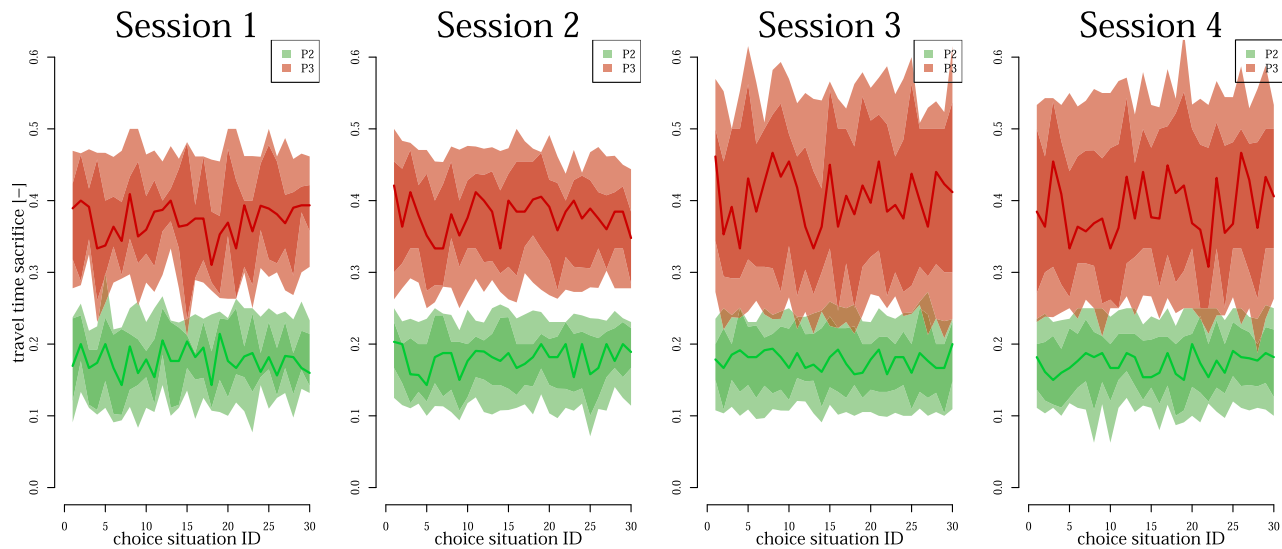 Session 1
Session 2
Session 3
Session 4
P2
P3
P2
P3
P2
P3
P2
P3
travel time sacrifice [−]
0.6
0.5
0.4
0.3
0.2
0.1
0.0
0.6
0.5
0.4
0.3
0.2
0.1
0.0
0.6
0.5
0.4
0.3
0.2
0.1
0.0
0.6
0.5
0.4
0.3
0.2
0.1
0.0
0 5 10 15 20 25 30
0 5 10 15 20 25 30
0 5 10 15 20 25 30
0 5 10 15 20 25 30
choice situation ID
choice situation ID
choice situation ID
choice situation ID